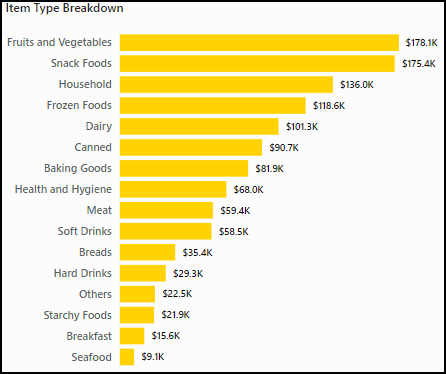 Item Type Breakdown
Fruits and Vegetables $178.1K
Snack Foods $175.4K
Household $136.0K
Frozen Foods $118.6K
Dairy $101.3K
Canned $90.7K
Baking Goods $81.9K
Health and Hygiene $68.0K
Meat $59.4K
Soft Drinks $58.5K
Breads $35.4K
Hard Drinks $29.3K
Others $22.5K
Starchy Foods $21.9K
Breakfast $15.6K
Seafood $9.1K